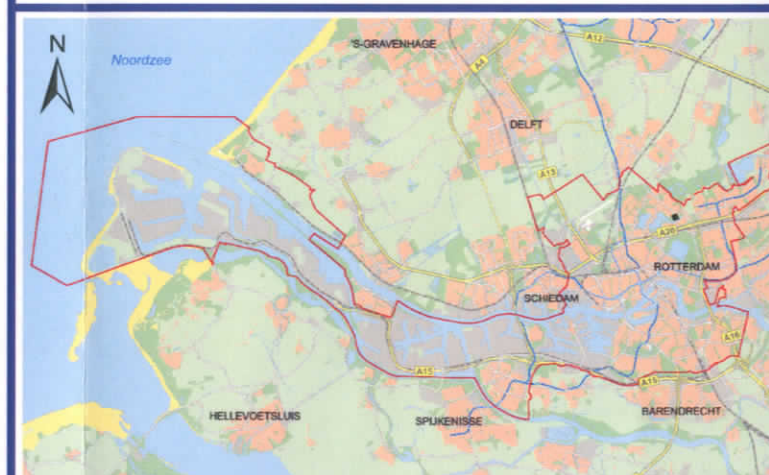 N
Noordzee
'S-GRAVENHAGE
A12
A4
DELFT
A13
A20
ROTTERDAM
SCHIEDAM
A16
A15
A15
HELLEVOETSLUIS
SPIJKENISSE
BARENDRECHT